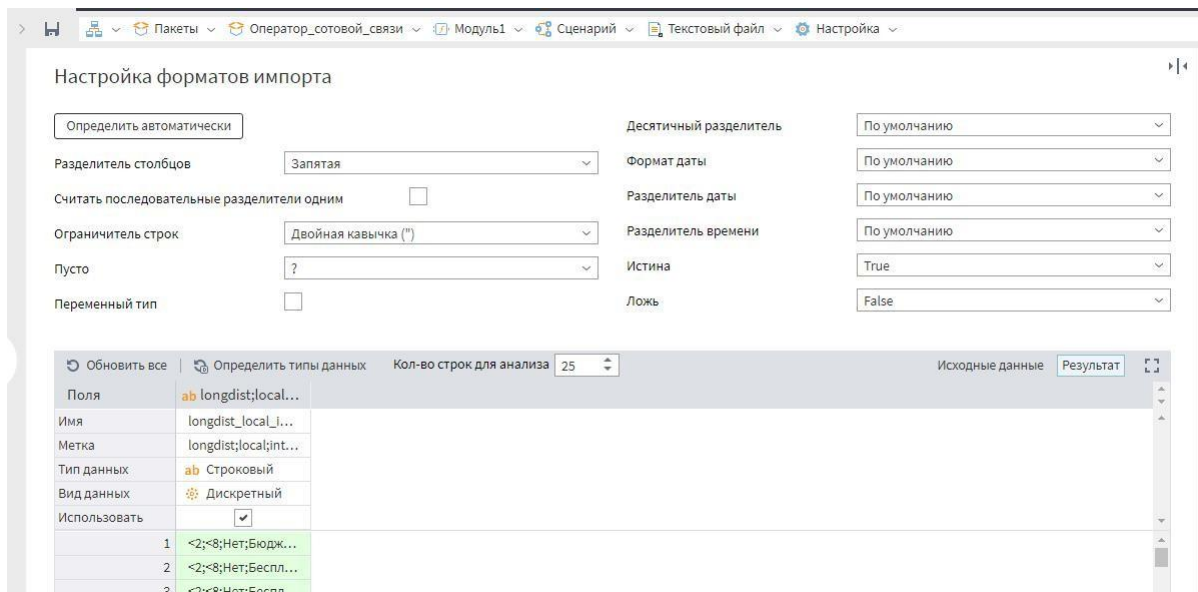 Пакеты Оператор_сотовой_связи Модуль1 Сценарий Текстовый файл Настройка
Настройка форматов импорта
Определить автоматически
Разделитель столбцов Запятая
Считать последовательные разделители одним
Ограничитель строк Двойная кавычка (")
Пусто ?
Переменный тип
Десятичный разделитель По умолчанию
Формат даты По умолчанию
Разделитель даты По умолчанию
Разделитель времени По умолчанию
Истина True
Ложь False
Обновить все Определить типы данных Кол-во строк для анализа 25 Исходные данные Результат
Поля ab longdist;local...
Имя longdist_local_i...
Метка longdist;local;int...
Тип данных ab Строковый
Вид данных Дискретный
Использовать
1 <2;<8;Нет;Бюдж...
2 <2;<8;Нет;Беспл...
3 <2;<8;Нет;Беспл...